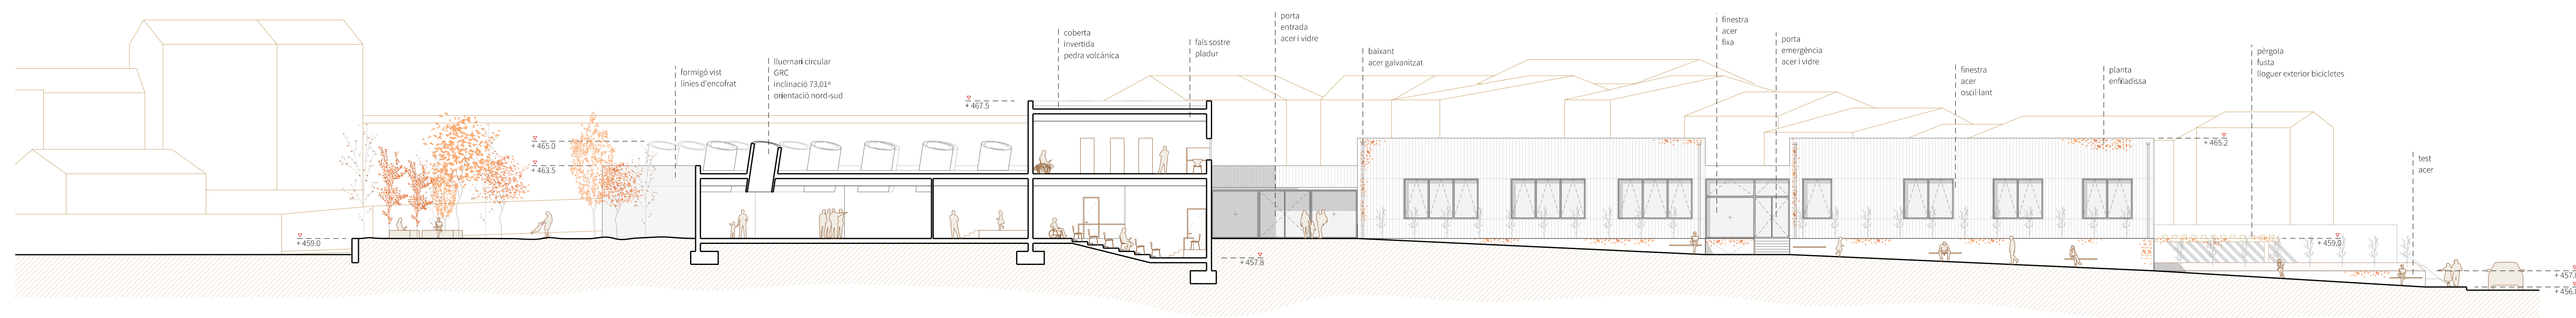 formigó vist
línies d'encofrat
lluernari circular
GRC
inclinació 73,01º
orientació nord-sud
coberta
invertida
pedra volcànica
fals sostre
pladur
porta
entrada
acer i vidre
baixant
acer galvanitzat
finestra
acer
fixa
porta
emergència
acer i vidre
finestra
acer
oscil·lant
planta
enfiladissa
pèrgola
fusta
lloguer exterior bicicletes
test
acer
+ 467.5
+ 465.0
+ 463.5
+ 459.0
+ 457.8
+ 465.2
+ 459.0
+ 457.0
+ 456.